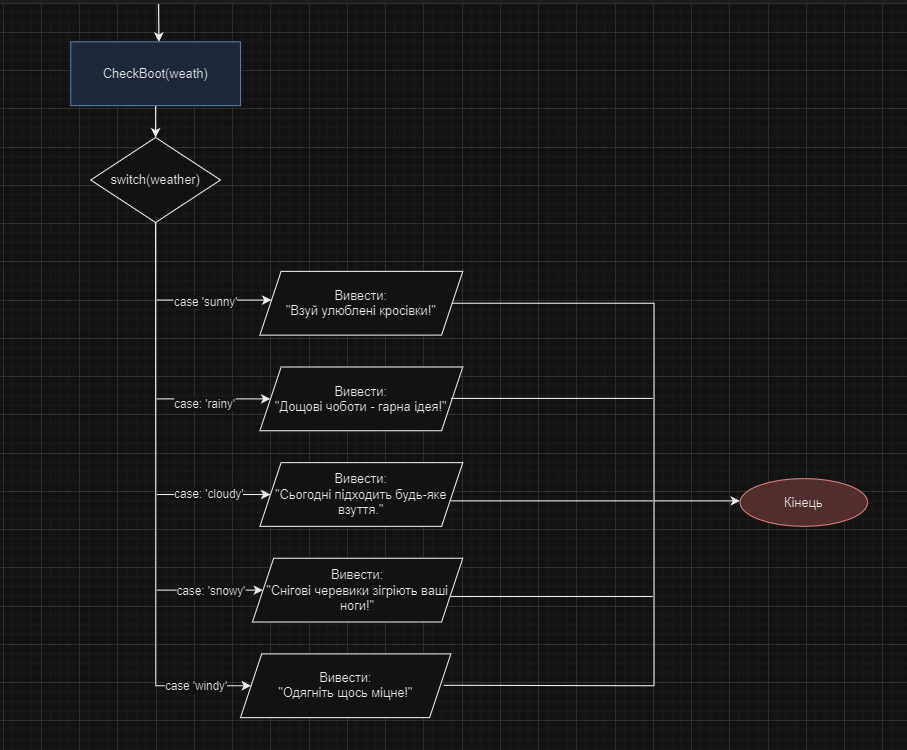 CheckBoot(weath)
switch(weather)
case 'sunny'
Вивести:
"Взуй улюблені кросівки!"
case: 'rainy'
Вивести:
"Дощові чоботи - гарна ідея!"
case: 'cloudy'
Вивести:
"Сьогодні підходить будь-яке
взуття."
Кінець
case: 'snowy'
Вивести:
"Снігові черевики зігріють ваші
ноги!"
case 'windy'
Вивести:
"Одягніть щось міцне!"